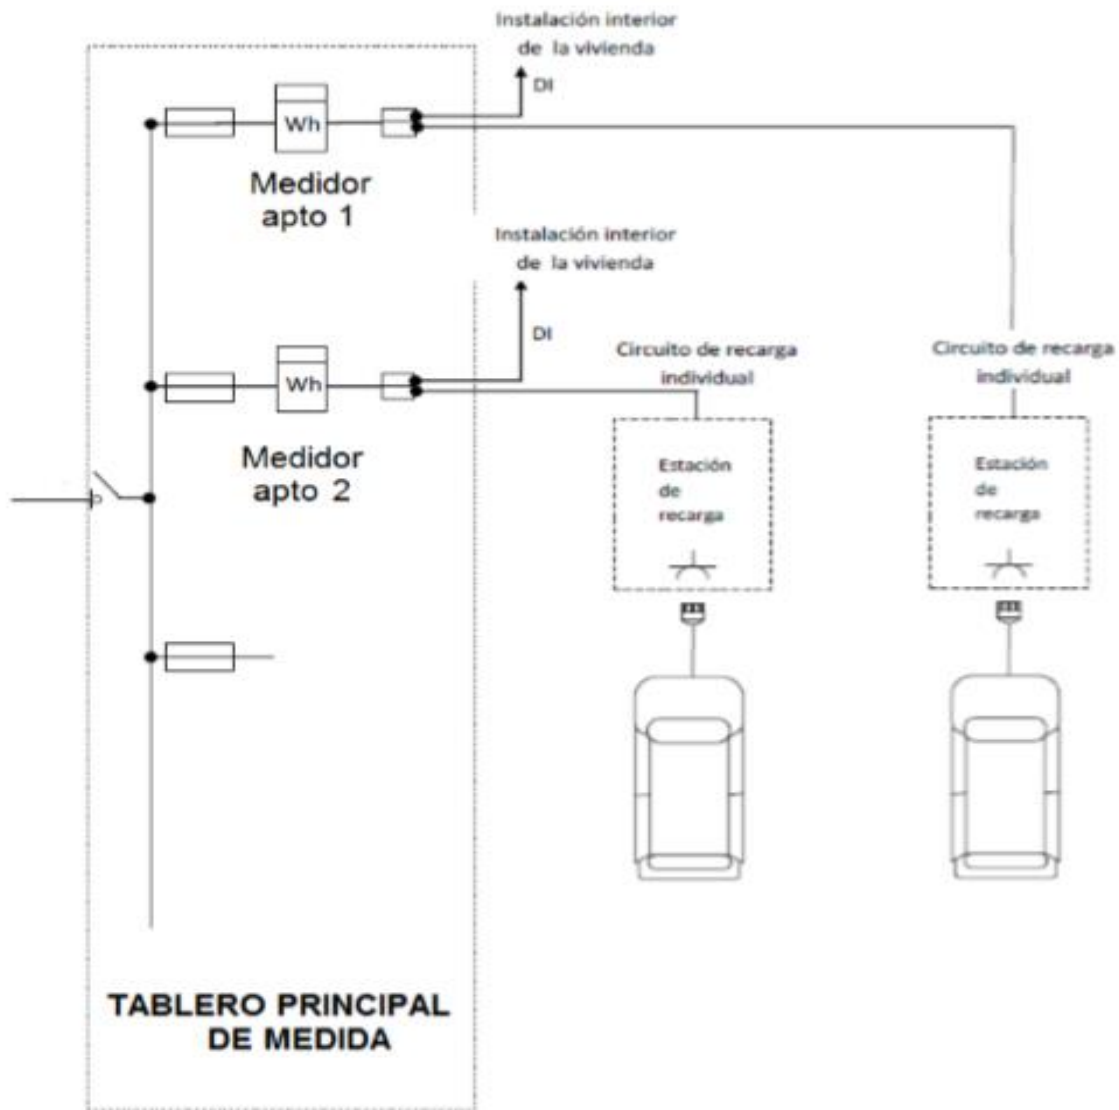 Instalación interior
de la vivienda
DI
Wh
Medidor
apto 1
Instalación interior
de la vivienda
DI
Circuito de recarga
individual
Circuito de recarga
individual
Wh
Medidor
apto 2
Estación
de
recarga
Estación
de
recarga
TABLERO PRINCIPAL
DE MEDIDA